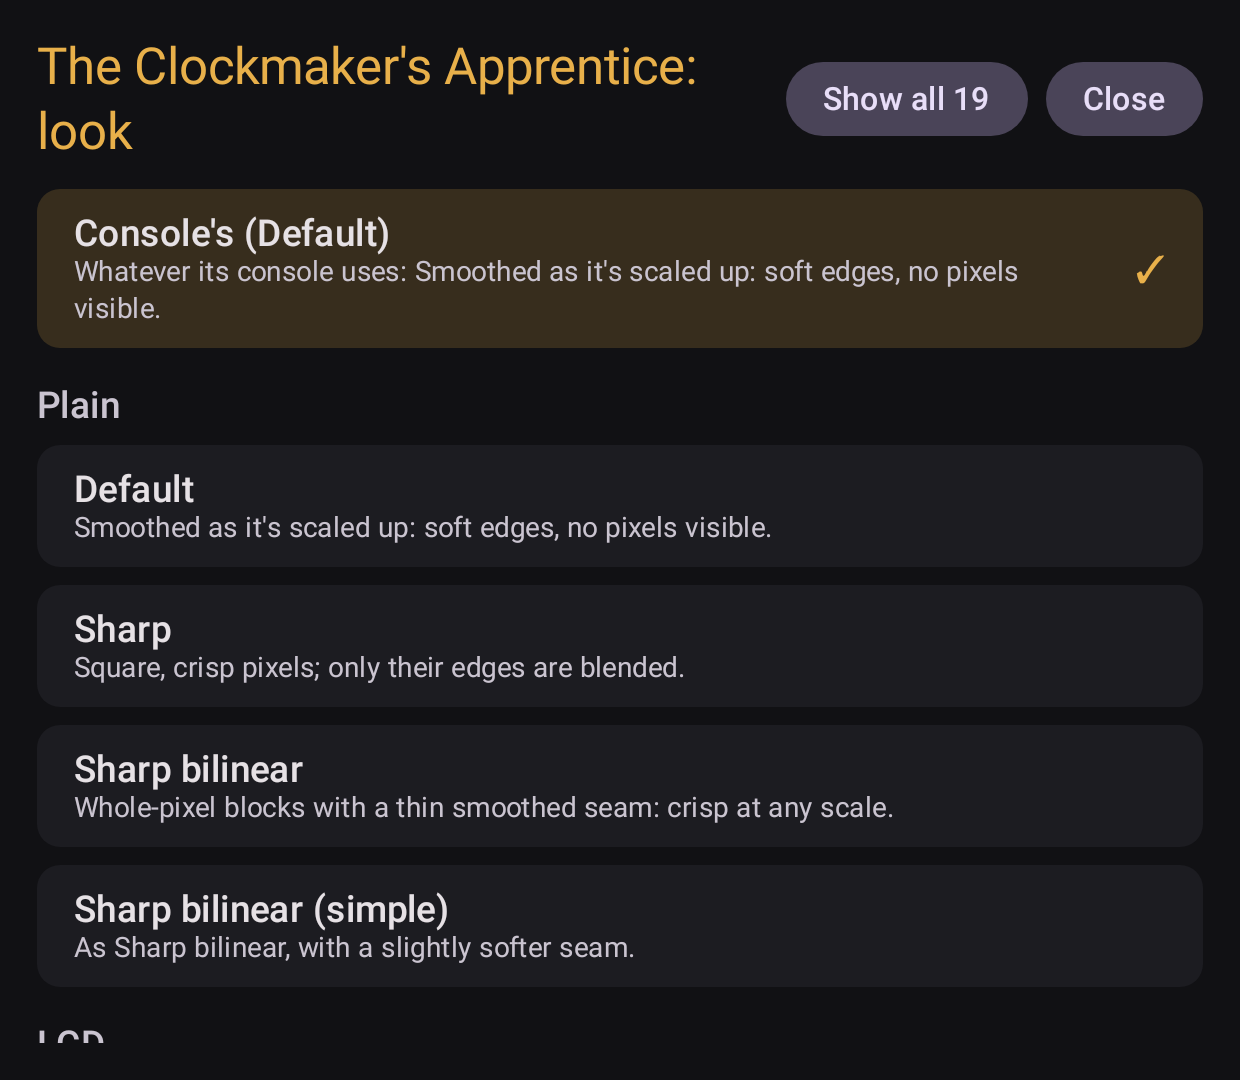 The Clockmaker's Apprentice:
look
Show all 19
Close
Console's (Default)
Whatever its console uses: Smoothed as it's scaled up: soft edges, no pixels
visible.
✓
Plain
Default
Smoothed as it's scaled up: soft edges, no pixels visible.
Sharp
Square, crisp pixels; only their edges are blended.
Sharp bilinear
Whole-pixel blocks with a thin smoothed seam: crisp at any scale.
Sharp bilinear (simple)
As Sharp bilinear, with a slightly softer seam.
LCD